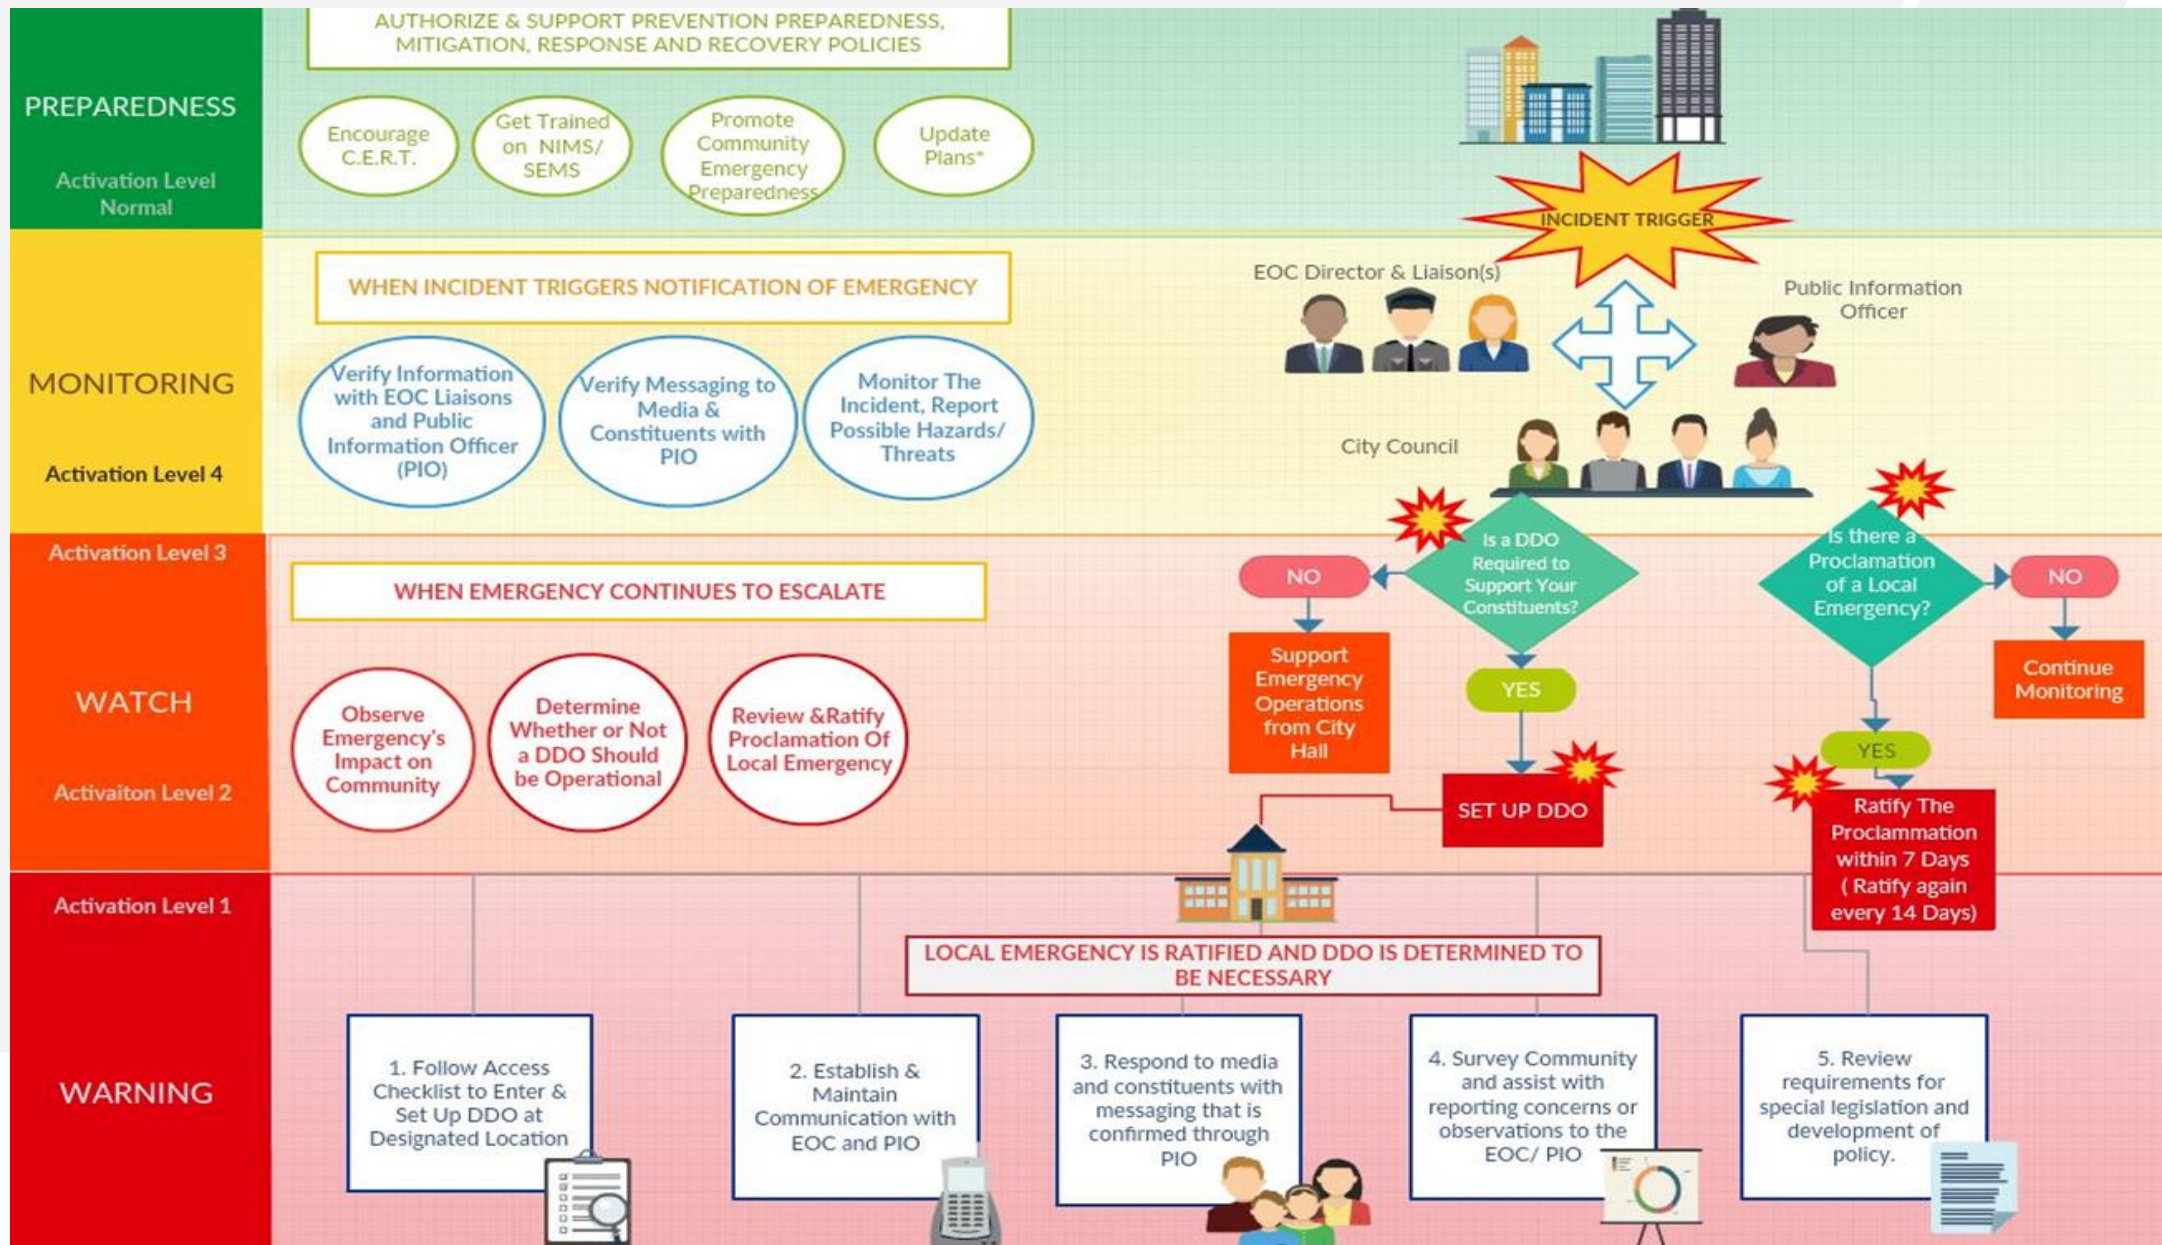 AUTHORIZE & SUPPORT PREVENTION PREPAREDNESS,
MITIGATION, RESPONSE AND RECOVERY POLICIES
PREPAREDNESS
Activation Level
Normal
Encourage
C.E.R.T.
Get Trained
on NIMS/
SEMS
Promote
Community
Emergency
Preparedness
Update
Plans*
INCIDENT TRIGGER
MONITORING
Activation Level 4
WHEN INCIDENT TRIGGERS NOTIFICATION OF EMERGENCY
Verify Information
with EOC Liaisons
and Public
Information Officer
(PIO)
Verify Messaging to
Media &
Constituents with
PIO
Monitor The
Incident, Report
Possible Hazards/
Threats
EOC Director & Liaison(s)
Public Information
Officer
City Council
Activation Level 3
WATCH
Activaiton Level 2
WHEN EMERGENCY CONTINUES TO ESCALATE
Observe
Emergency's
Impact on
Community
Determine
Whether or Not
a DDO Should
be Operational
Review &Ratify
Proclamation Of
Local Emergency
Is a DDO
Required to
Support Your
Constituents?
NO
Support
Emergency
Operations
from City
Hall
YES
SET UP DDO
Is there a
Proclamation
of a Local
Emergency?
NO
Continue
Monitoring
YES
Ratify The
Proclammation
within 7 Days
( Ratify again
every 14 Days)
Activation Level 1
WARNING
LOCAL EMERGENCY IS RATIFIED AND DDO IS DETERMINED TO
BE NECESSARY
1. Follow Access
Checklist to Enter &
Set Up DDO at
Designated Location
2. Establish &
Maintain
Communication with
EOC and PIO
3. Respond to media
and constituents with
messaging that is
confirmed through
PIO
4. Survey Community
and assist with
reporting concerns or
observations to the
EOC/ PIO
5. Review
requirements for
special legislation and
development of
policy.